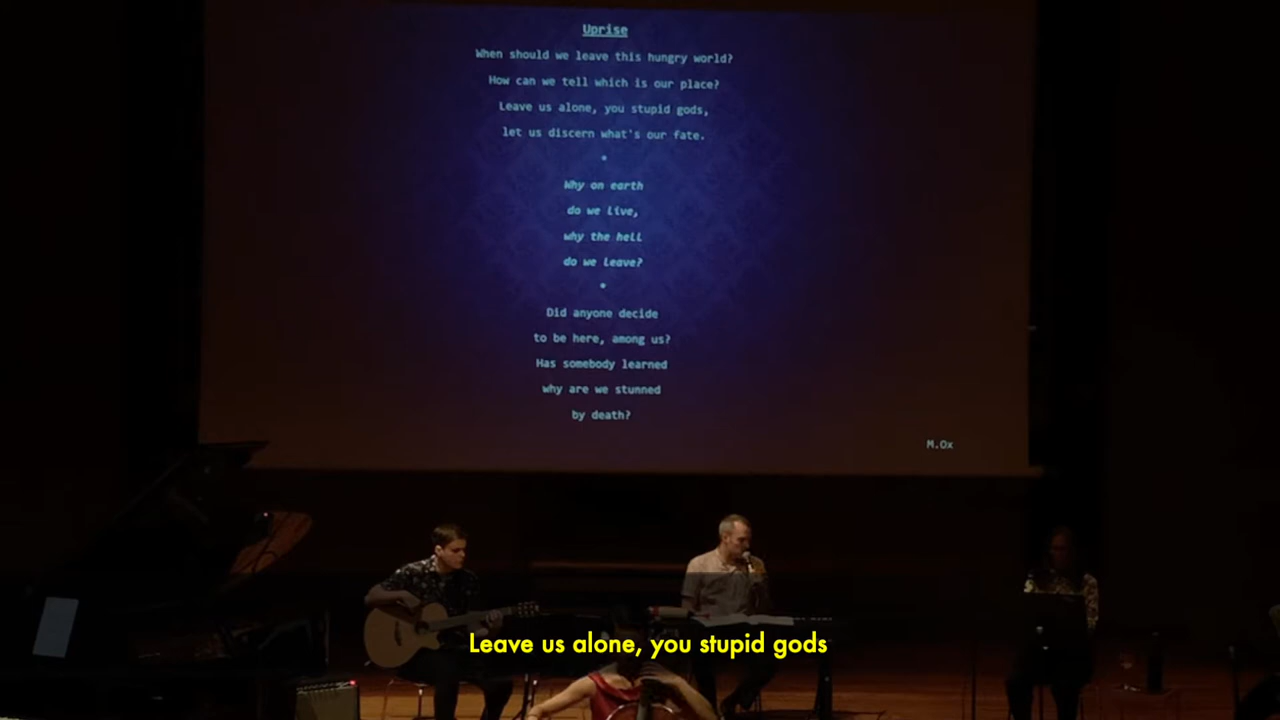 Uprise
When should we leave this hungry world?
How can we tell which is our place?
Leave us alone, you stupid gods,
let us discern what's our fate.
*
Why on earth
do we live,
why the hell
do we leave?
*
Did anyone decide
to be here, among us?
Has somebody learned
why are we stunned
by death?
M.Ox
Leave us alone, you stupid gods